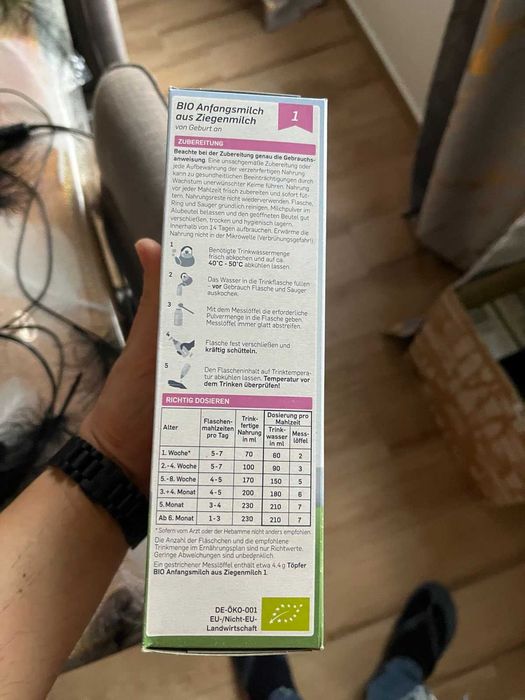 BIO Anfangsmilch
aus Ziegenmilch
von Geburt an
1
ZUBEREITUNG
Beachte bei der Zubereitung genau die Gebrauchs-
anweisung. Eine unsachgemäße Zubereitung oder
jede Aufbewahrung der verzehrfertigen Nahrung
kann zu gesundheitlichen Beeinträchtigungen durch
Wachstum unerwünschter Keime führen. Nahrung
vor jeder Mahlzeit frisch zubereiten und sofort füt-
tern. Nahrungsreste nicht wiederverwenden. Flasche,
Ring und Sauger gründlich reinigen. Milchpulver im
Alubeutel belassen und den geöffneten Beutel gut
verschließen, trocken und hygienisch lagern.
Innerhalb von 14 Tagen aufbrauchen. Erwärme die
Nahrung nicht in der Mikrowelle (Verbrühungsgefahr!).
1
Benötigte Trinkwassermenge
frisch abkochen und auf ca.
40°C - 50°C abkühlen lassen.
2
Das Wasser in die Trinkflasche füllen
- vor Gebrauch Flasche und Sauger
auskochen.
3
Mit dem Messlöffel die erforderliche
Pulvermenge in die Flasche geben.
Messlöffel immer glatt abstreifen.
4
Flasche fest verschließen und
kräftig schütteln.
5
Den Flascheninhalt auf Trinktempera-
tur abkühlen lassen. Temperatur vor
dem Trinken überprüfen!
RICHTIG DOSIEREN
Alter
Flaschen-
mahlzeiten
pro Tag
Trink-
fertige
Nahrung
in ml
Dosierung pro
Mahlzeit
Trink-
wasser
in ml
Mess-
löffel
1. Woche* 5-7 70 60 2
2.-4. Woche 5-7 100 90 3
5.-8. Woche 4-5 170 150 5
3.+4. Monat 4-5 200 180 6
5. Monat 3-4 230 210 7
Ab 6. Monat 1-3 230 210 7
* Sofern vom Arzt oder der Hebamme nicht anders empfohlen.
Die Anzahl der Fläschchen und die empfohlene
Trinkmenge im Ernährungsplan sind nur Richtwerte.
Geringe Abweichungen sind unbedenklich.
Ein gestrichener Messlöffel enthält etwa 4,4 g Töpfer
BIO Anfangsmilch aus Ziegenmilch 1.
DE-ÖKO-001
EU-/Nicht-EU-
Landwirtschaft